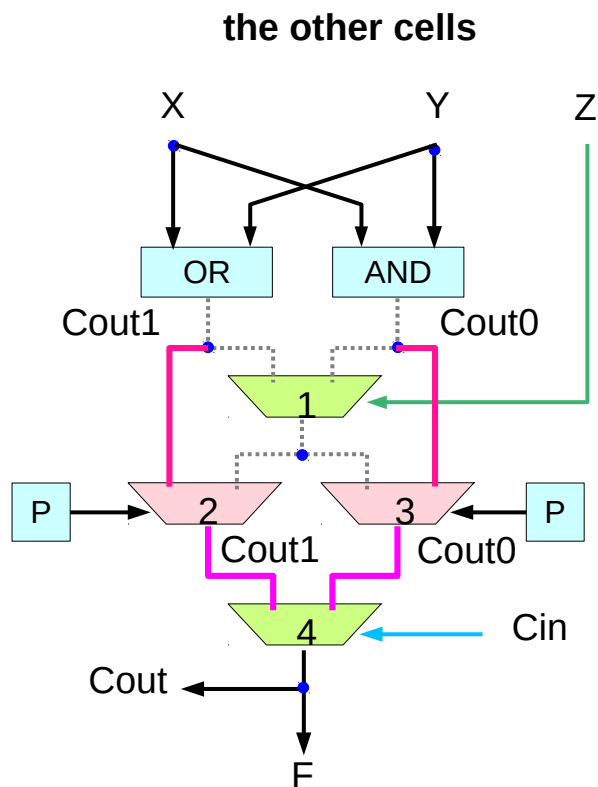 the other cells
X Y Z
OR AND
Cout1 Cout0
1
P 2 3 P
Cout1 Cout0
4 Cin
Cout
F